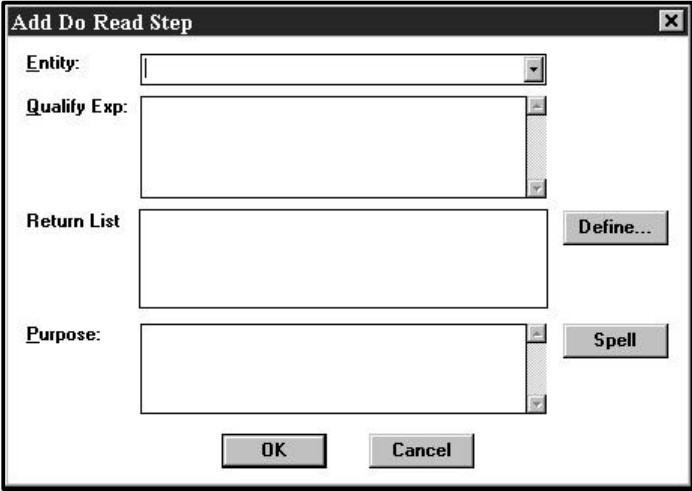 Add Do Read Step
Entity:
Qualify Exp:
Return List
Define...
Purpose:
Spell
OK
Cancel